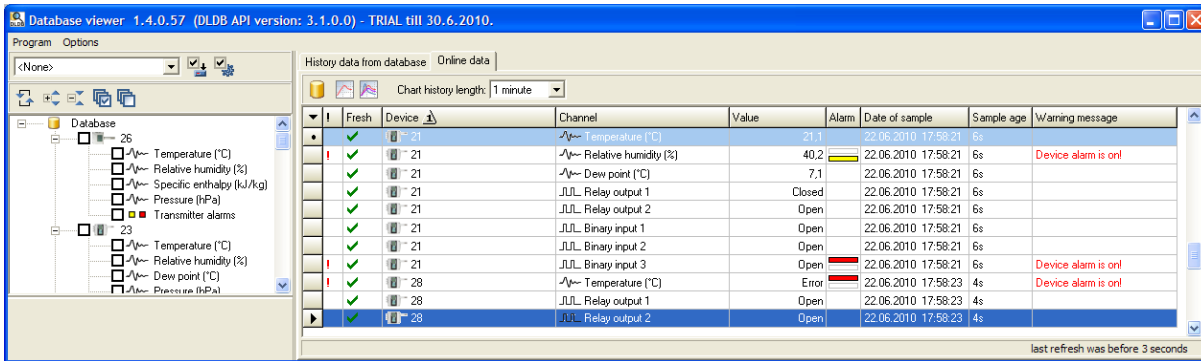 Database viewer 1.4.0.57 (DLDB API version: 3.1.0.0) - TRIAL till 30.6.2010.
Program Options
<None>
Database
26
Temperature (°C)
Relative humidity (%)
Specific enthalpy (kJ/kg)
Pressure (hPa)
Transmitter alarms
23
Temperature (°C)
Relative humidity (%)
Dew point (°C)
Pressure (hPa)
History data from database Online data
Chart history length: 1 minute
! Fresh Device 1 Channel Value Alarm Date of sample Sample age Warning message
21 Temperature (°C) 21,1 22.06.2010 17:58:21 6s
! 21 Relative humidity (%) 40,2 22.06.2010 17:58:21 6s Device alarm is on!
21 Dew point (°C) 7,1 22.06.2010 17:58:21 6s
21 Relay output 1 Closed 22.06.2010 17:58:21 6s
21 Relay output 2 Open 22.06.2010 17:58:21 6s
21 Binary input 1 Open 22.06.2010 17:58:21 6s
21 Binary input 2 Open 22.06.2010 17:58:21 6s
! 21 Binary input 3 Open 22.06.2010 17:58:21 6s Device alarm is on!
! 28 Temperature (°C) Error 22.06.2010 17:58:23 4s Device alarm is on!
28 Relay output 1 Open 22.06.2010 17:58:23 4s
28 Relay output 2 Open 22.06.2010 17:58:23 4s
last refresh was before 3 seconds